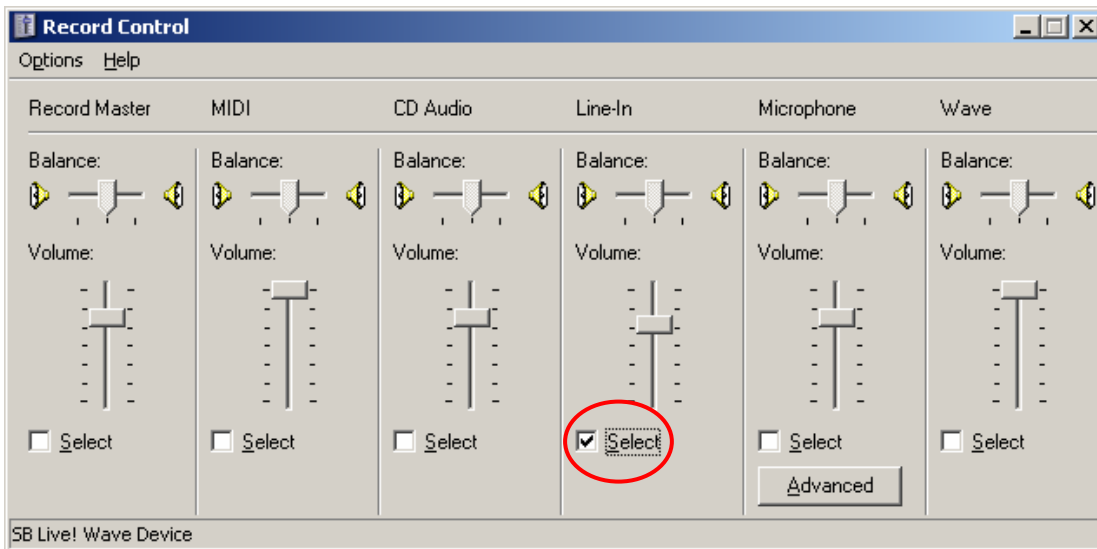 Record Control
Options Help
Record Master MIDI CD Audio Line-In Microphone Wave
Balance: Balance: Balance: Balance: Balance: Balance:
Volume: Volume: Volume: Volume: Volume: Volume:
Select Select Select Select Select Select
Advanced
SB Live! Wave Device